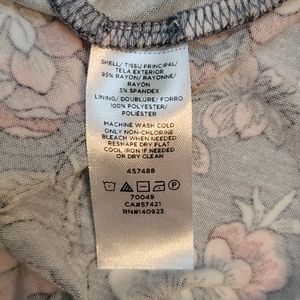 SHELL/ TISSU PRINCIPAL/
TELA EXTERIOR
95% RAYON/ RAYONNE/
RAYÓN
5% SPANDEX
LINING/ DOUBLURE/ FORRO
100% POLYESTER/
POLIÉSTER
MACHINE WASH COLD
ONLY NON-CHLORINE
BLEACH WHEN NEEDED
RESHAPE DRY FLAT
COOL IRON IF NEEDED
OR DRY CLEAN
457488
70049
CA#57421
RN#140923